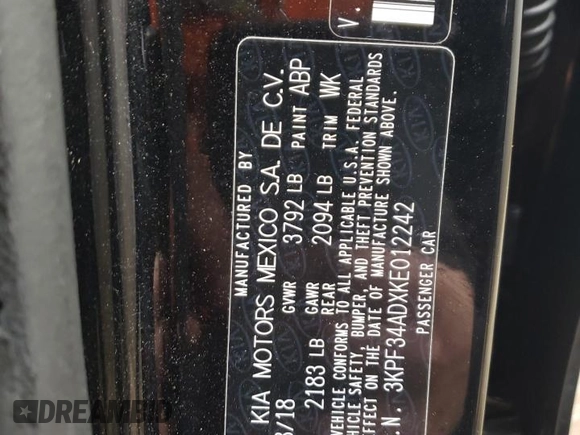 MANUFACTURED BY
KIA MOTORS MEXICO S.A. DE C.V.
/18 GVWR 3792 LB PAINT ABP
2183 LB GAWR REAR 2094 LB TRIM WK
VEHICLE CONFORMS TO ALL APPLICABLE U.S.A. FEDERAL
VEHICLE SAFETY, BUMPER, AND THEFT PREVENTION STANDARDS
EFFECT ON THE DATE OF MANUFACTURE SHOWN ABOVE.
.N. 3KPF34ADXKE012242
PASSENGER CAR
V.
KIA
DREAMBID